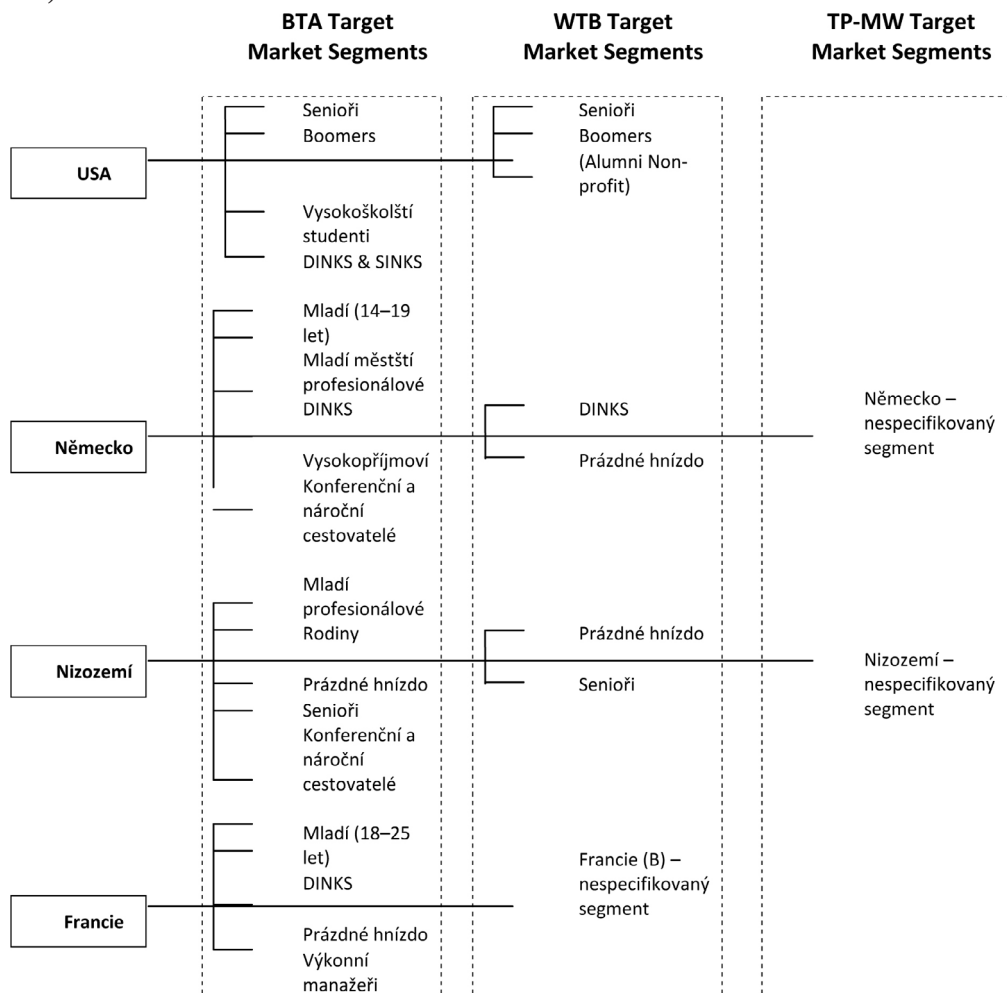 BTA Target
Market Segments
WTB Target
Market Segments
TP-MW Target
Market Segments
USA
Senioři
Boomers
Vysokoškolští
studenti
DINKS & SINKS
Senioři
Boomers
(Alumni Non-
profit)
Německo
Mladí (14–19
let)
Mladí městští
profesionálové
DINKS
Vysokopříjmoví
Konferenční a
nároční
cestovatelé
DINKS
Prázdné hnízdo
Německo –
nespecifikovaný
segment
Nizozemí
Mladí
profesionálové
Rodiny
Prázdné hnízdo
Senioři
Konferenční a
nároční
cestovatelé
Prázdné hnízdo
Senioři
Nizozemí –
nespecifikovaný
segment
Francie
Mladí (18–25
let)
DINKS
Prázdné hnízdo
Výkonní
manažeři
Francie (B) –
nespecifikovaný
segment